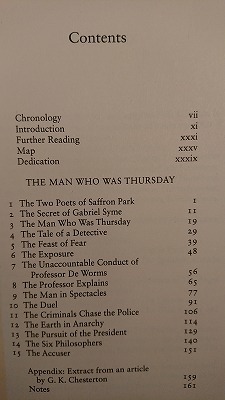 Contents
Chronology vii
Introduction xi
Further Reading xxxi
Map xxxv
Dedication xxxix
THE MAN WHO WAS THURSDAY
1 The Two Poets of Saffron Park 1
2 The Secret of Gabriel Syme 11
3 The Man Who Was Thursday 19
4 The Tale of a Detective 29
5 The Feast of Fear 39
6 The Exposure 48
7 The Unaccountable Conduct of
Professor De Worms 56
8 The Professor Explains 65
9 The Man in Spectacles 77
10 The Duel 91
11 The Criminals Chase the Police 106
12 The Earth in Anarchy 114
13 The Pursuit of the President 129
14 The Six Philosophers 140
15 The Accuser 151
Appendix: Extract from an article
by G. K. Chesterton 159
Notes 161